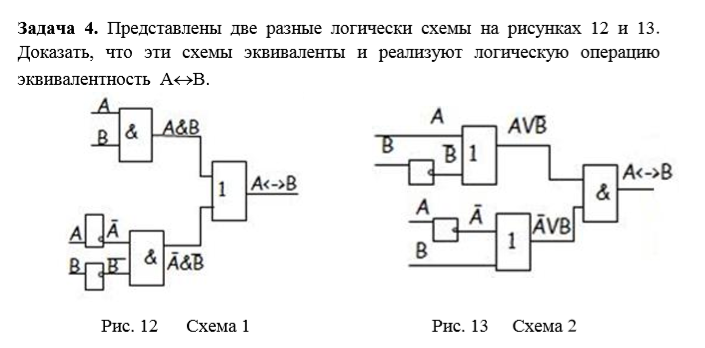 Задача 4. Представлены две разные логически схемы на рисунках 12 и 13.
Доказать, что эти схемы эквиваленты и реализуют логическую операцию
эквивалентность A↔B.
A
B
&
A&B
1
A<->B
A
Ā
B
B̅
&
Ā&B̅
A
B
B̅
1
AVB̅
&
A<->B
A
Ā
B
1
ĀVB
Рис. 12 Схема 1
Рис. 13 Схема 2